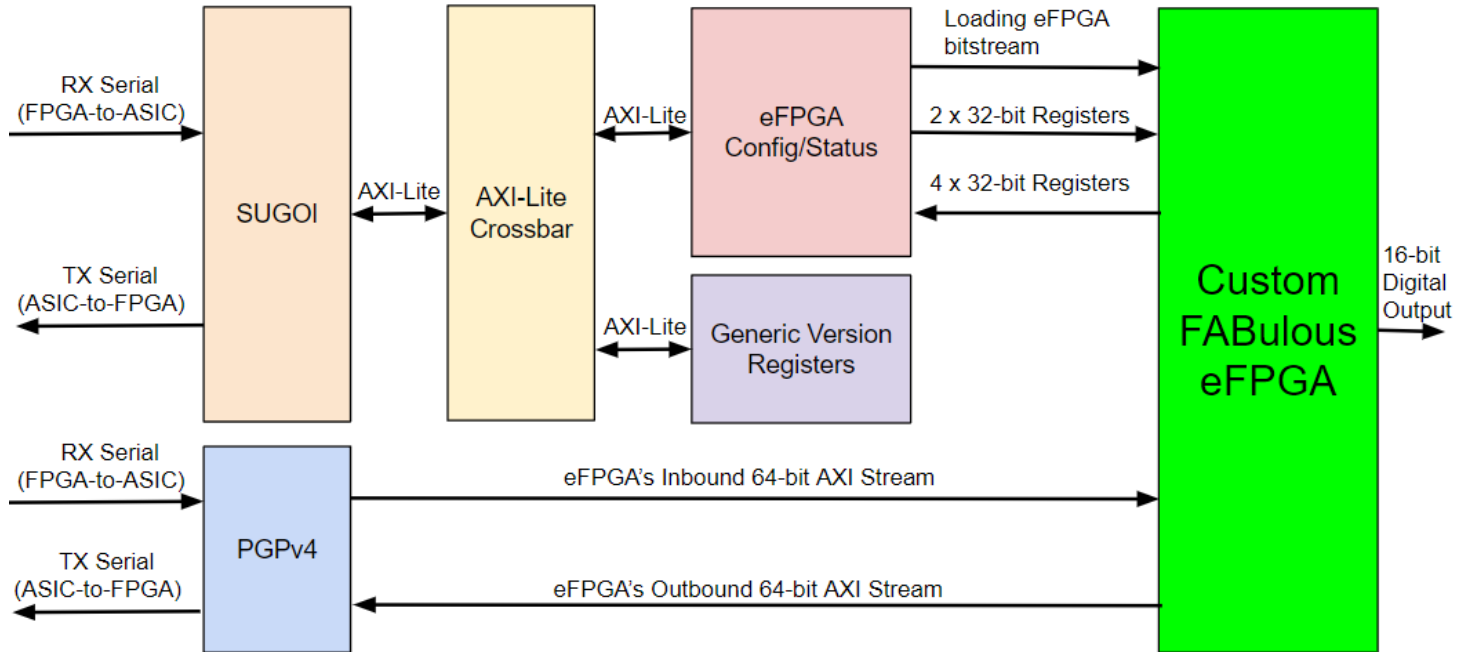 RX Serial
(FPGA-to-ASIC)
TX Serial
(ASIC-to-FPGA)
SUGOI
AXI-Lite
AXI-Lite
Crossbar
AXI-Lite
AXI-Lite
eFPGA
Config/Status
Generic Version
Registers
Loading eFPGA
bitstream
2 x 32-bit Registers
4 x 32-bit Registers
Custom
FABulous
eFPGA
16-bit
Digital
Output
RX Serial
(FPGA-to-ASIC)
TX Serial
(ASIC-to-FPGA)
PGPv4
eFPGA's Inbound 64-bit AXI Stream
eFPGA's Outbound 64-bit AXI Stream